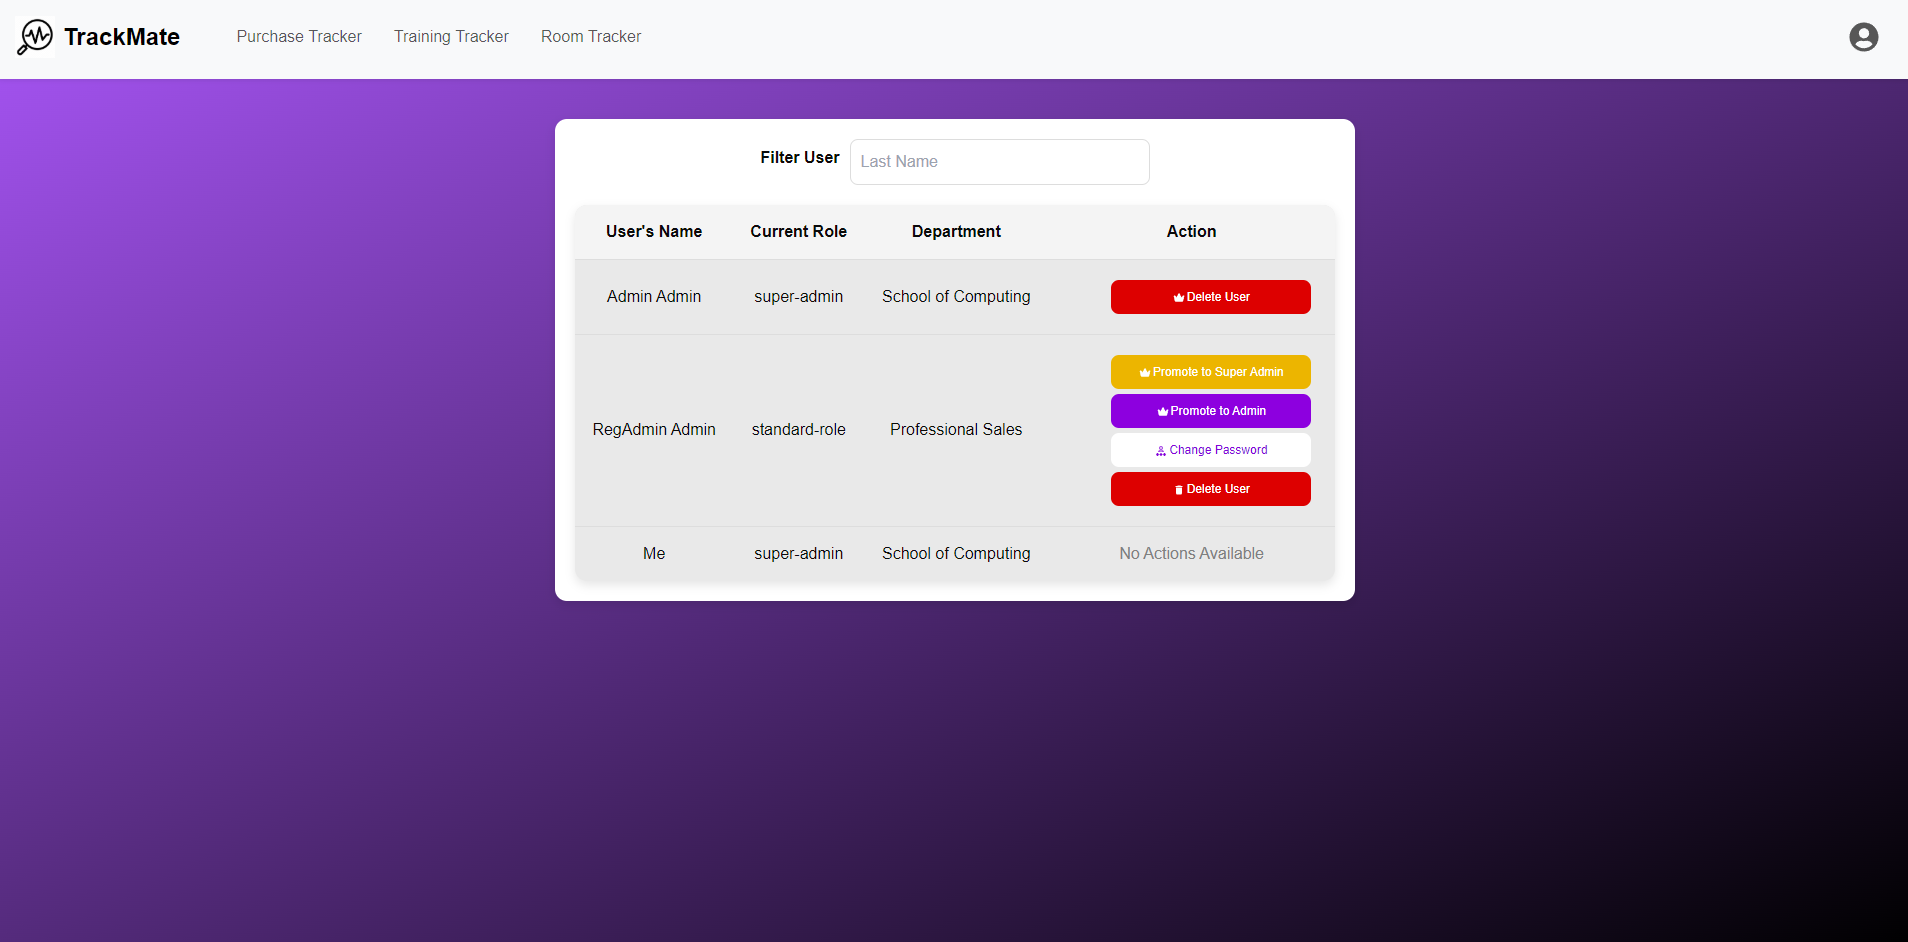 TrackMate Purchase Tracker Training Tracker Room Tracker
Filter User Last Name
User's Name Current Role Department Action
Admin Admin super-admin School of Computing Delete User
Promote to Super Admin
Promote to Admin
RegAdmin Admin standard-role Professional Sales
Change Password
Delete User
Me super-admin School of Computing No Actions Available